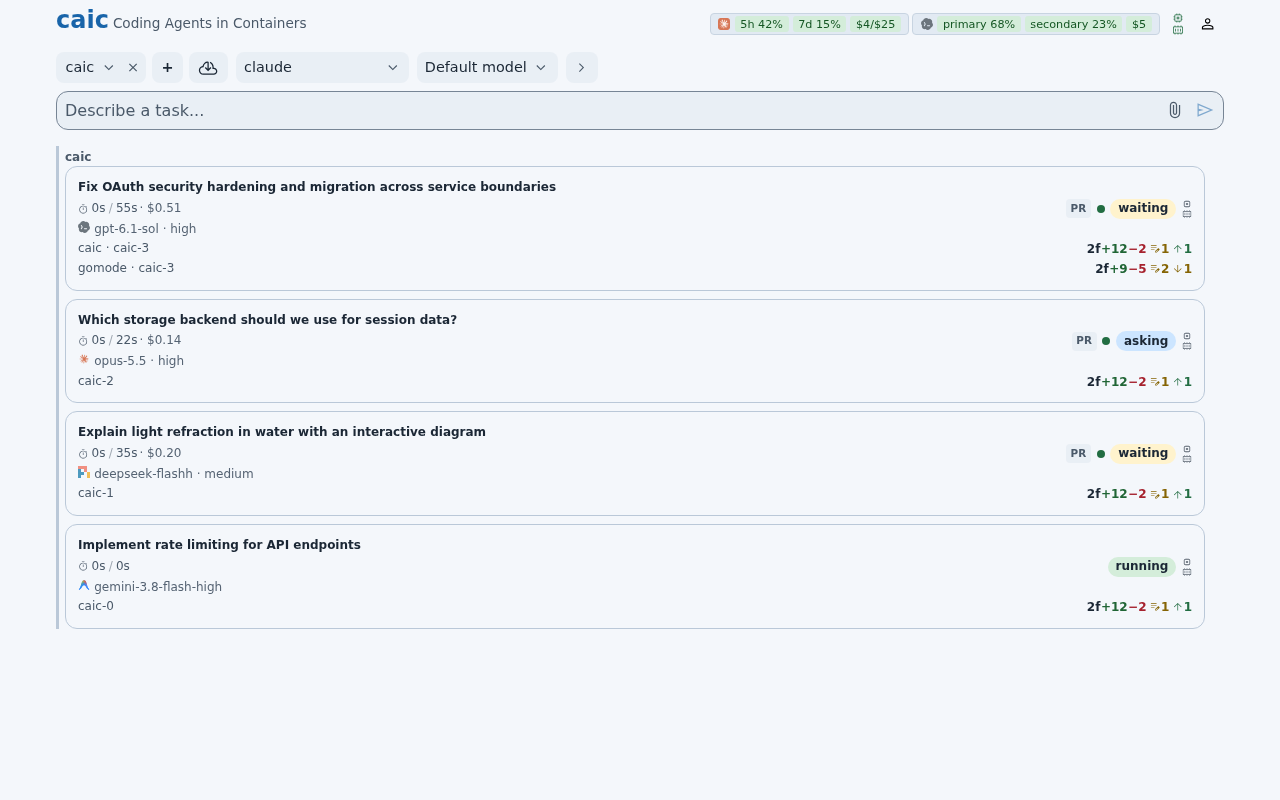 caic Coding Agents in Containers
5h 42% 7d 15% $4/$25 primary 68% secondary 23% $5
caic × + claude Default model
Describe a task...
caic
Fix OAuth security hardening and migration across service boundaries
0s / 55s · $0.51
PR waiting
gpt-6.1-sol · high
caic · caic-3 2f+12−2 1 ↑1
gomode · caic-3 2f+9−5 2 ↓1
Which storage backend should we use for session data?
0s / 22s · $0.14
PR asking
opus-5.5 · high
caic-2 2f+12−2 1 ↑1
Explain light refraction in water with an interactive diagram
0s / 35s · $0.20
PR waiting
deepseek-flashh · medium
caic-1 2f+12−2 1 ↑1
Implement rate limiting for API endpoints
0s / 0s
running
gemini-3.8-flash-high
caic-0 2f+12−2 1 ↑1